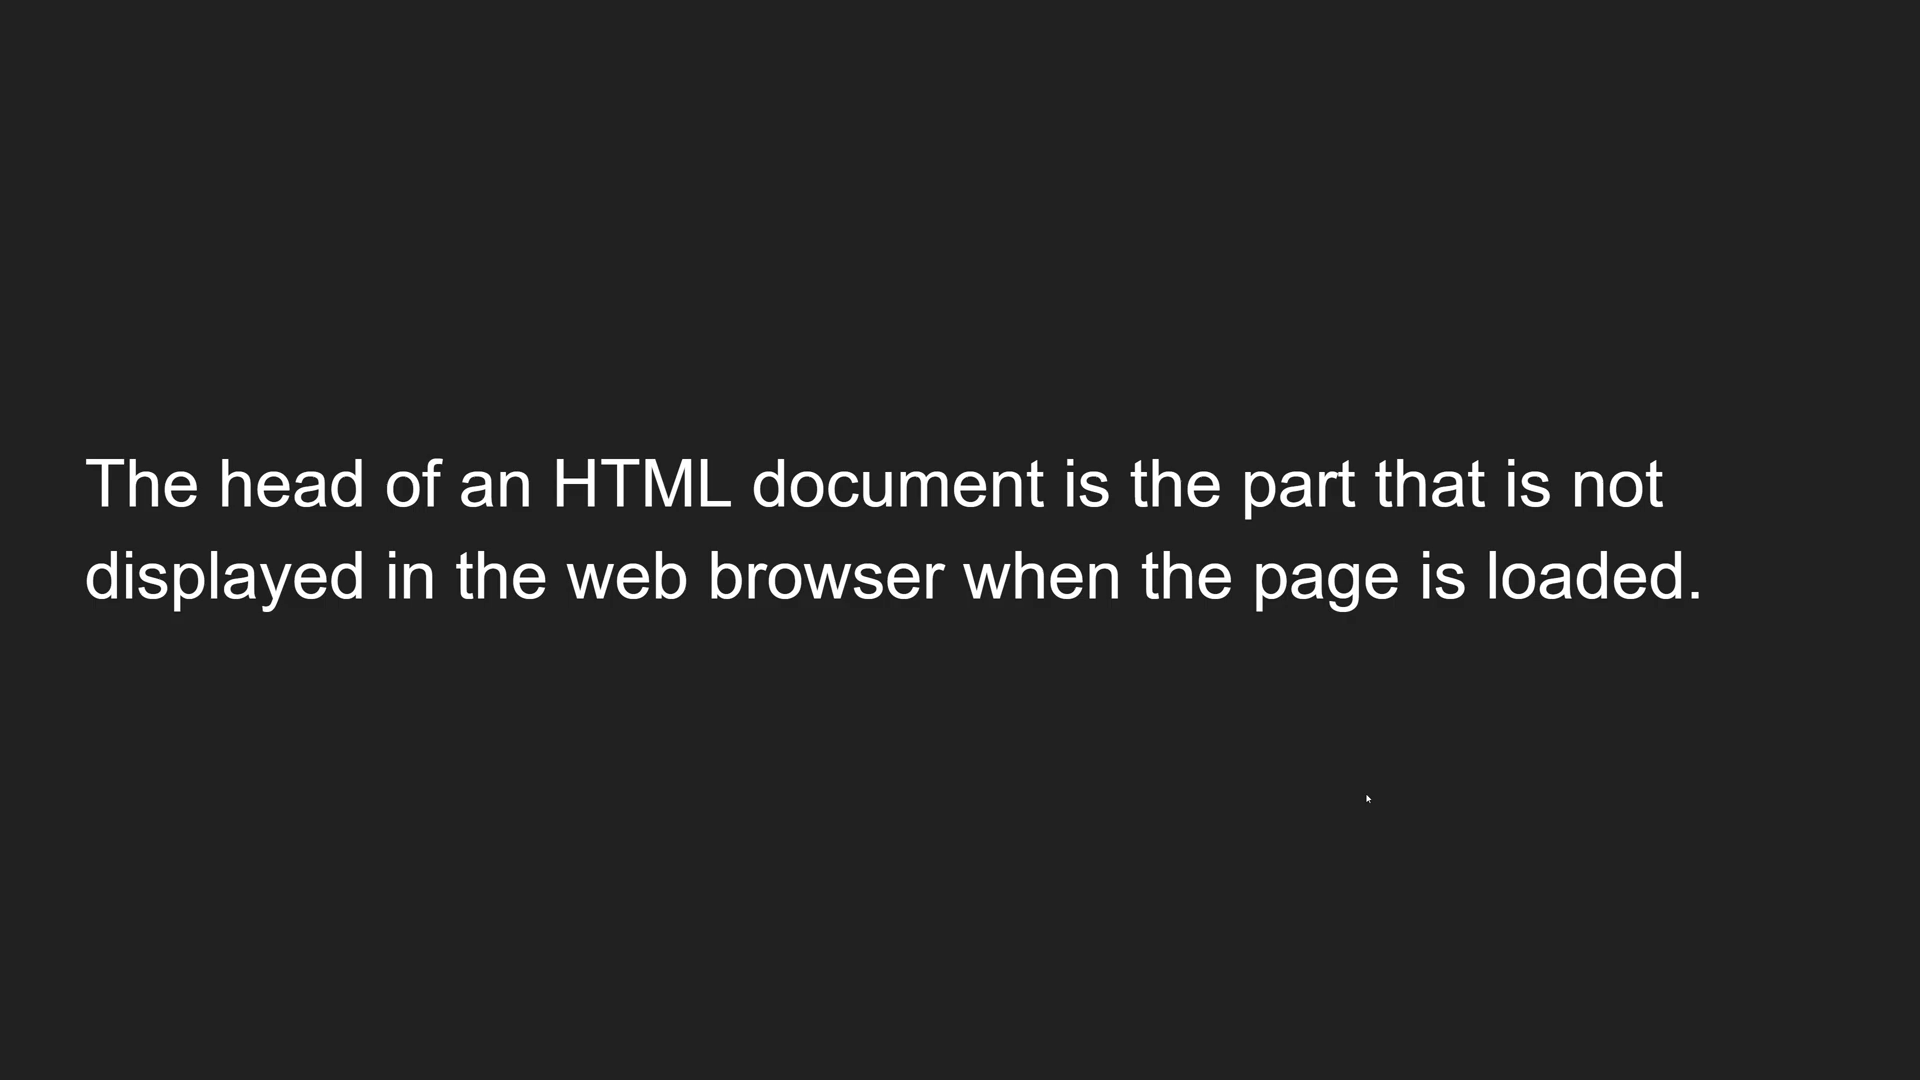 The head of an HTML document is the part that is not
displayed in the web browser when the page is loaded.